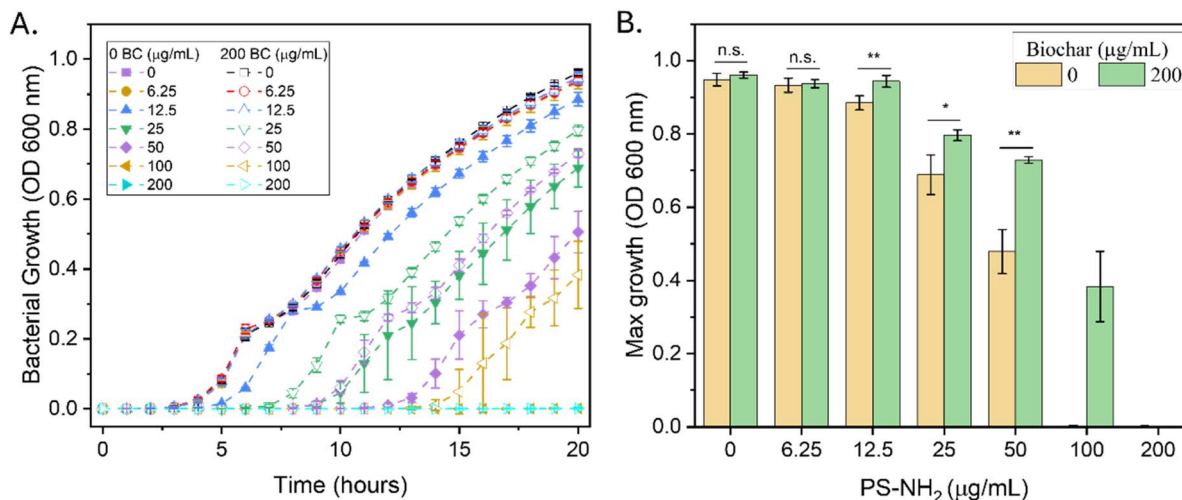 A.
0 BC (μg/mL) 200 BC (μg/mL)
0 0
6.25 6.25
12.5 12.5
25 25
50 50
100 100
200 200
Bacterial Growth (OD 600 nm)
1.0
0.8
0.6
0.4
0.2
0.0
0 5 10 15 20
Time (hours)
B.
Biochar (μg/mL)
0 200
n.s. n.s. ** * **
Max growth (OD 600 nm)
1.0
0.8
0.6
0.4
0.2
0.0
0 6.25 12.5 25 50 100 200
PS-NH₂ (μg/mL)